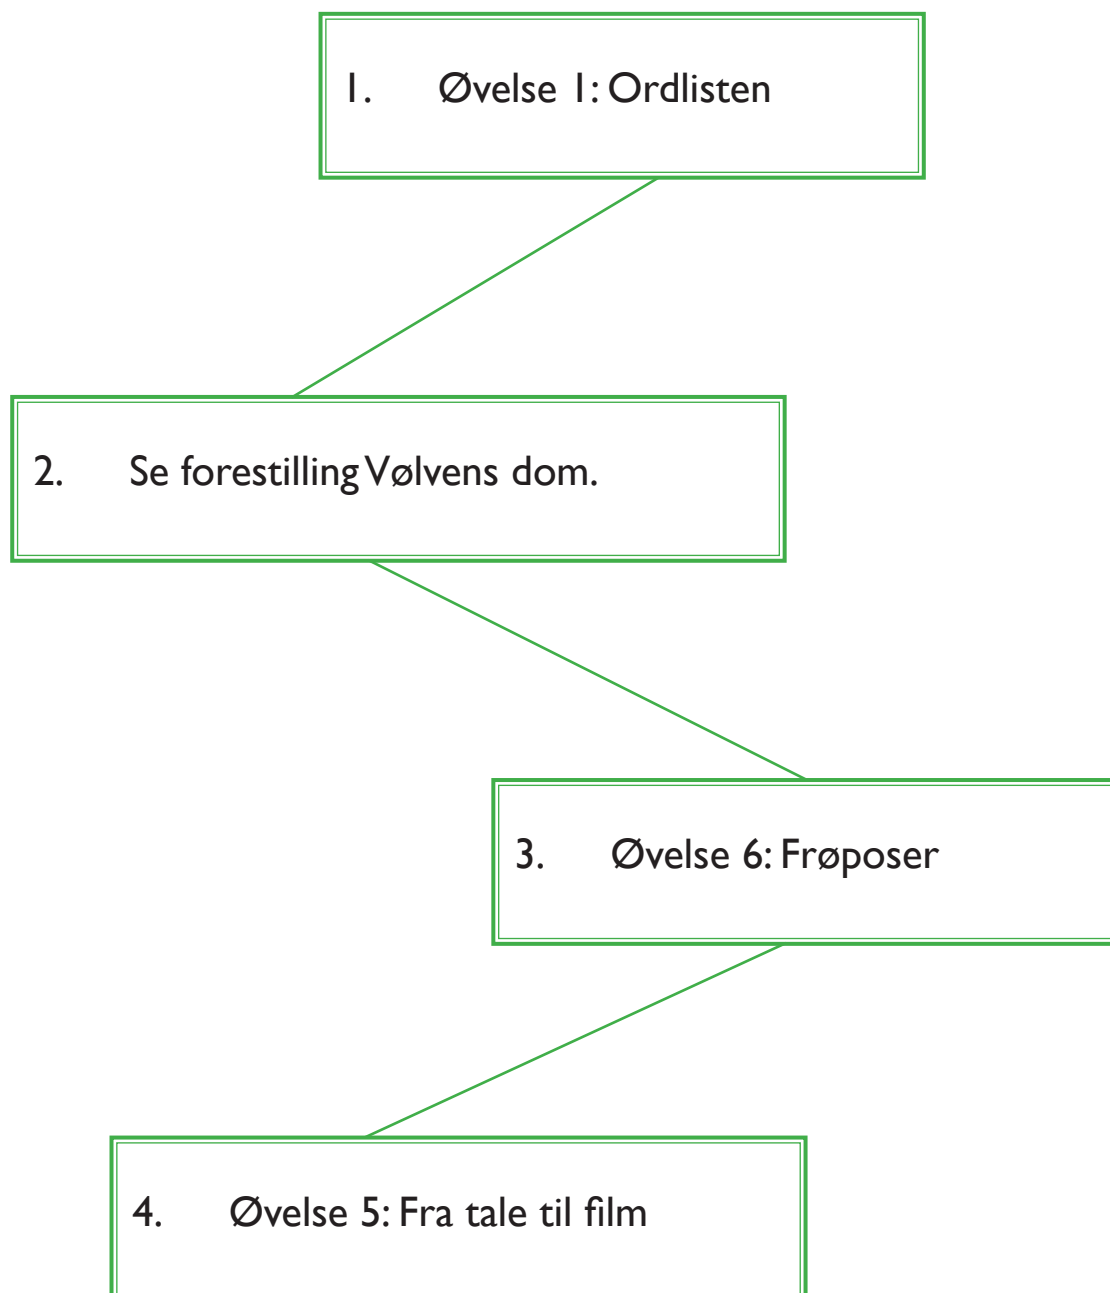 1. Øvelse 1: Ordlisten
2. Se forestilling Vølvens dom.
3. Øvelse 6: Frøposer
4. Øvelse 5: Fra tale til film